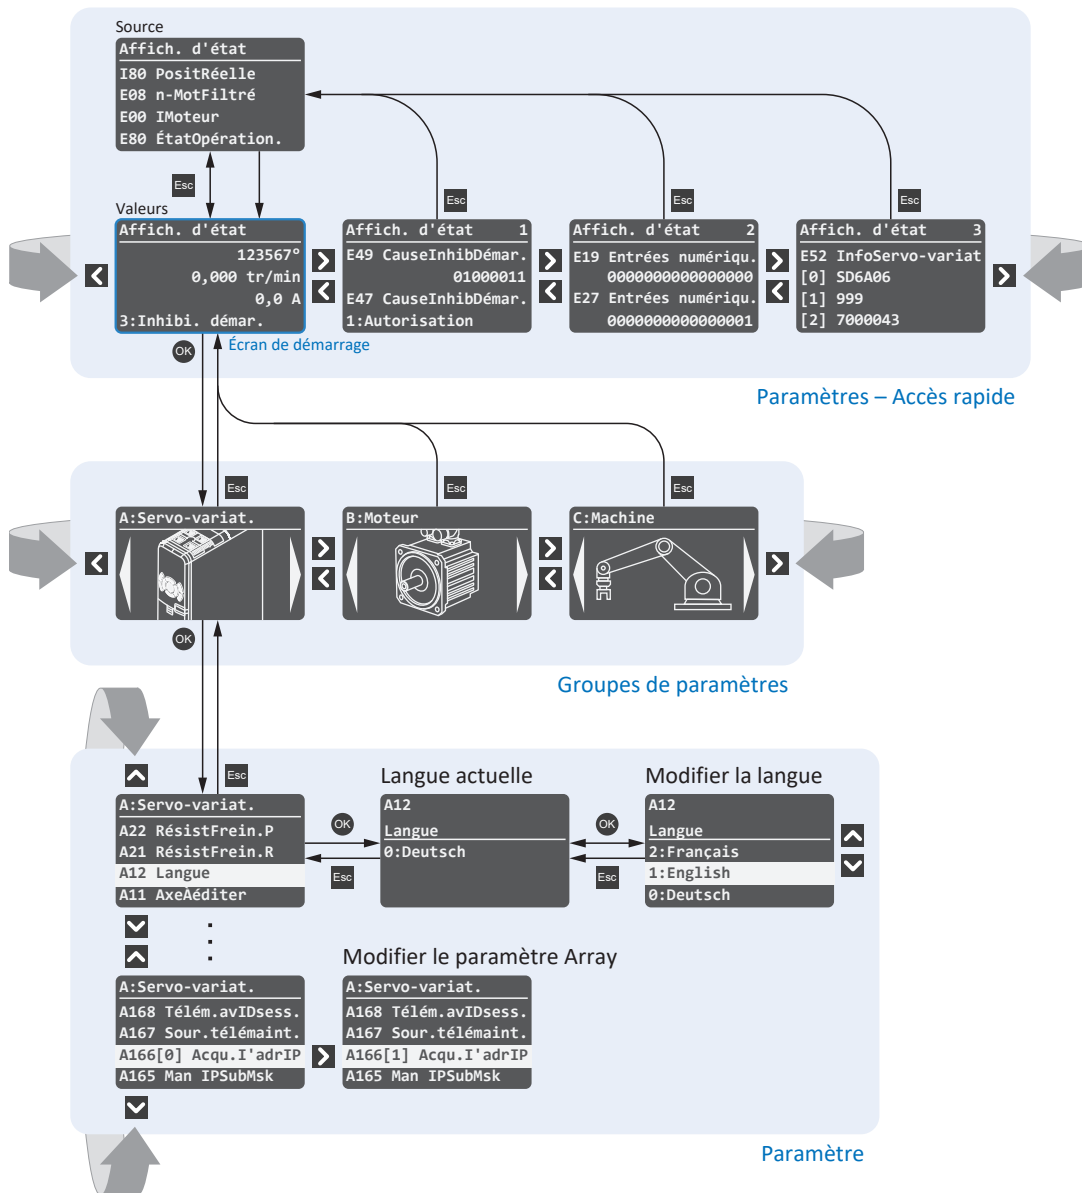 Source
Affich. d'état
I80 PositRéelle
E08 n-MotFiltré
E00 IMoteur
E80 ÉtatOpération.
Esc
Esc
Esc
Esc
Valeurs
Affich. d'état
123567°
0,000 tr/min
0,0 A
3:Inhibi. démar.
Affich. d'état 1
E49 CauseInhibDémar.
01000011
E47 CauseInhibDémar.
1:Autorisation
Affich. d'état 2
E19 Entrées numériqu.
0000000000000000
E27 Entrées numériqu.
0000000000000001
Affich. d'état 3
E52 InfoServo-variat
[0] SD6A06
[1] 999
[2] 7000043
OK
Écran de démarrage
Paramètres – Accès rapide
Esc
Esc
Esc
A:Servo-variat.
B:Moteur
C:Machine
OK
Groupes de paramètres
Esc
Langue actuelle
Modifier la langue
A:Servo-variat.
A22 RésistFrein.P
A21 RésistFrein.R
A12 Langue
A11 AxeAéditer
OK
Esc
A12
Langue
0:Deutsch
OK
Esc
A12
Langue
2:Français
1:English
0:Deutsch
Modifier le paramètre Array
A:Servo-variat.
A168 Télém.avIDsess.
A167 Sour.télémaint.
A166[0] Acqu.I'adrIP
A165 Man IPSubMsk
A:Servo-variat.
A168 Télém.avIDsess.
A167 Sour.télémaint.
A166[1] Acqu.I'adrIP
A165 Man IPSubMsk
Paramètre